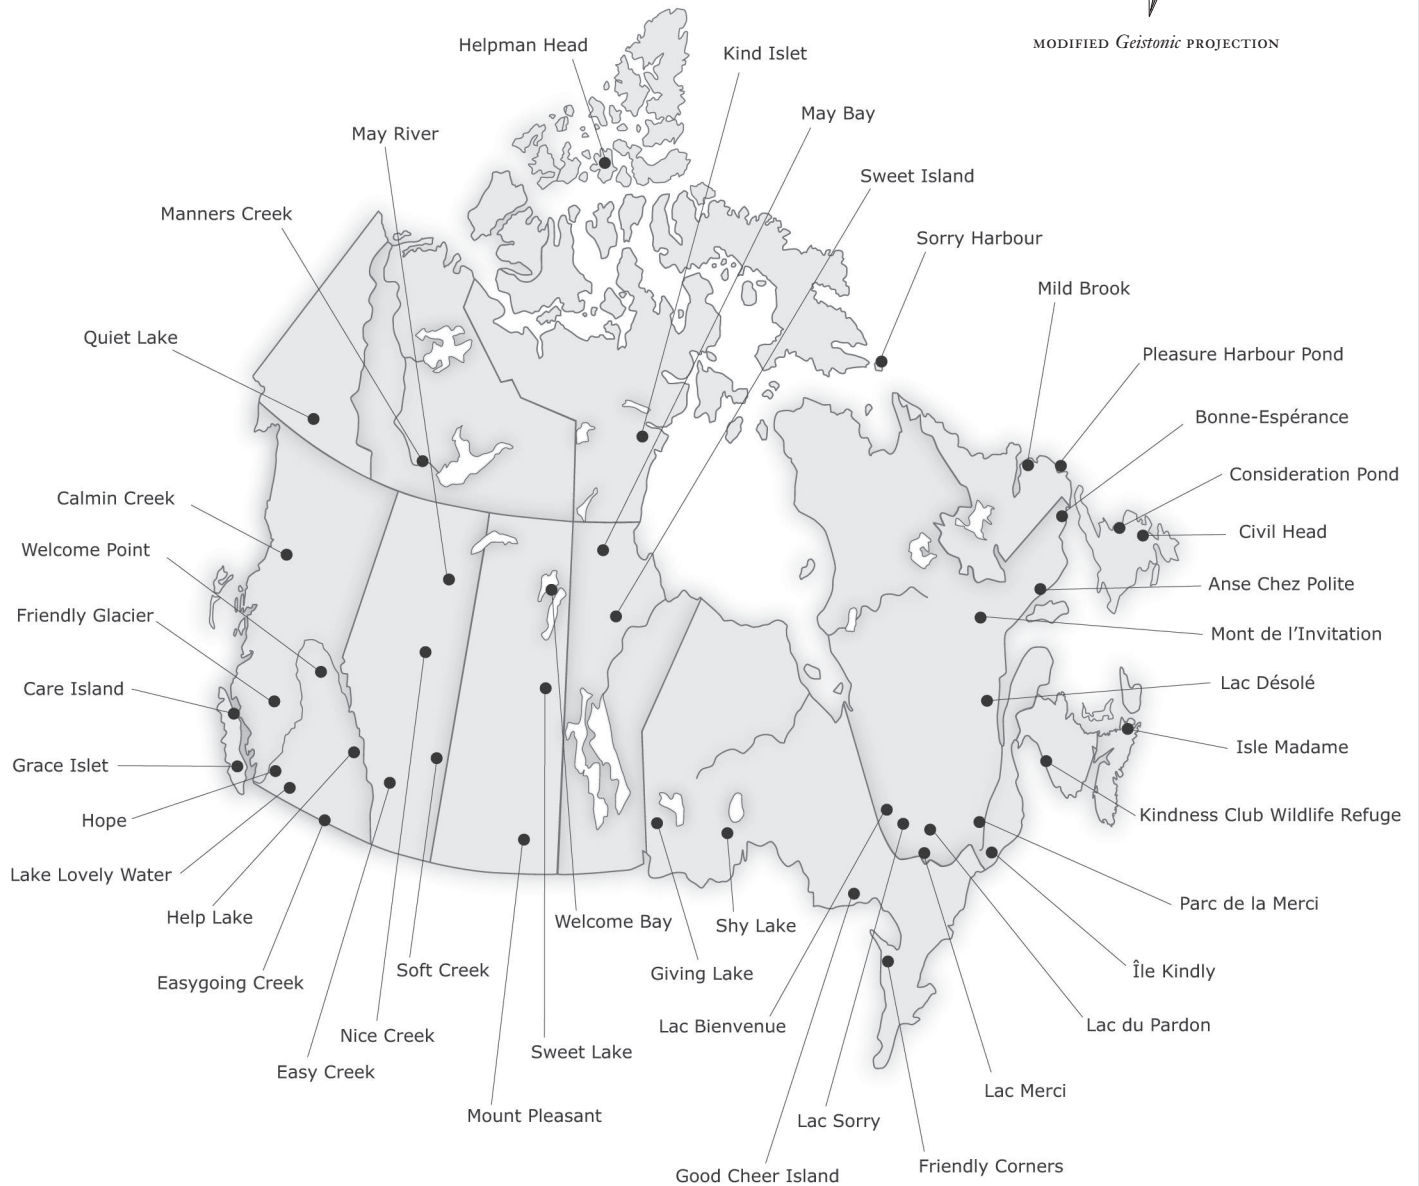 MODIFIED Geistonic PROJECTION
Helpman Head
Kind Islet
May Bay
May River
Sweet Island
Manners Creek
Sorry Harbour
Mild Brook
Quiet Lake
Pleasure Harbour Pond
Bonne-Espérance
Consideration Pond
Calmin Creek
Civil Head
Welcome Point
Anse Chez Polite
Friendly Glacier
Mont de l’Invitation
Care Island
Lac Désolé
Isle Madame
Grace Islet
Kindness Club Wildlife Refuge
Hope
Lake Lovely Water
Parc de la Merci
Help Lake
Welcome Bay
Shy Lake
Soft Creek
Giving Lake
Île Kindly
Easygoing Creek
Lac Bienvenue
Lac du Pardon
Nice Creek
Sweet Lake
Easy Creek
Lac Merci
Mount Pleasant
Lac Sorry
Friendly Corners
Good Cheer Island